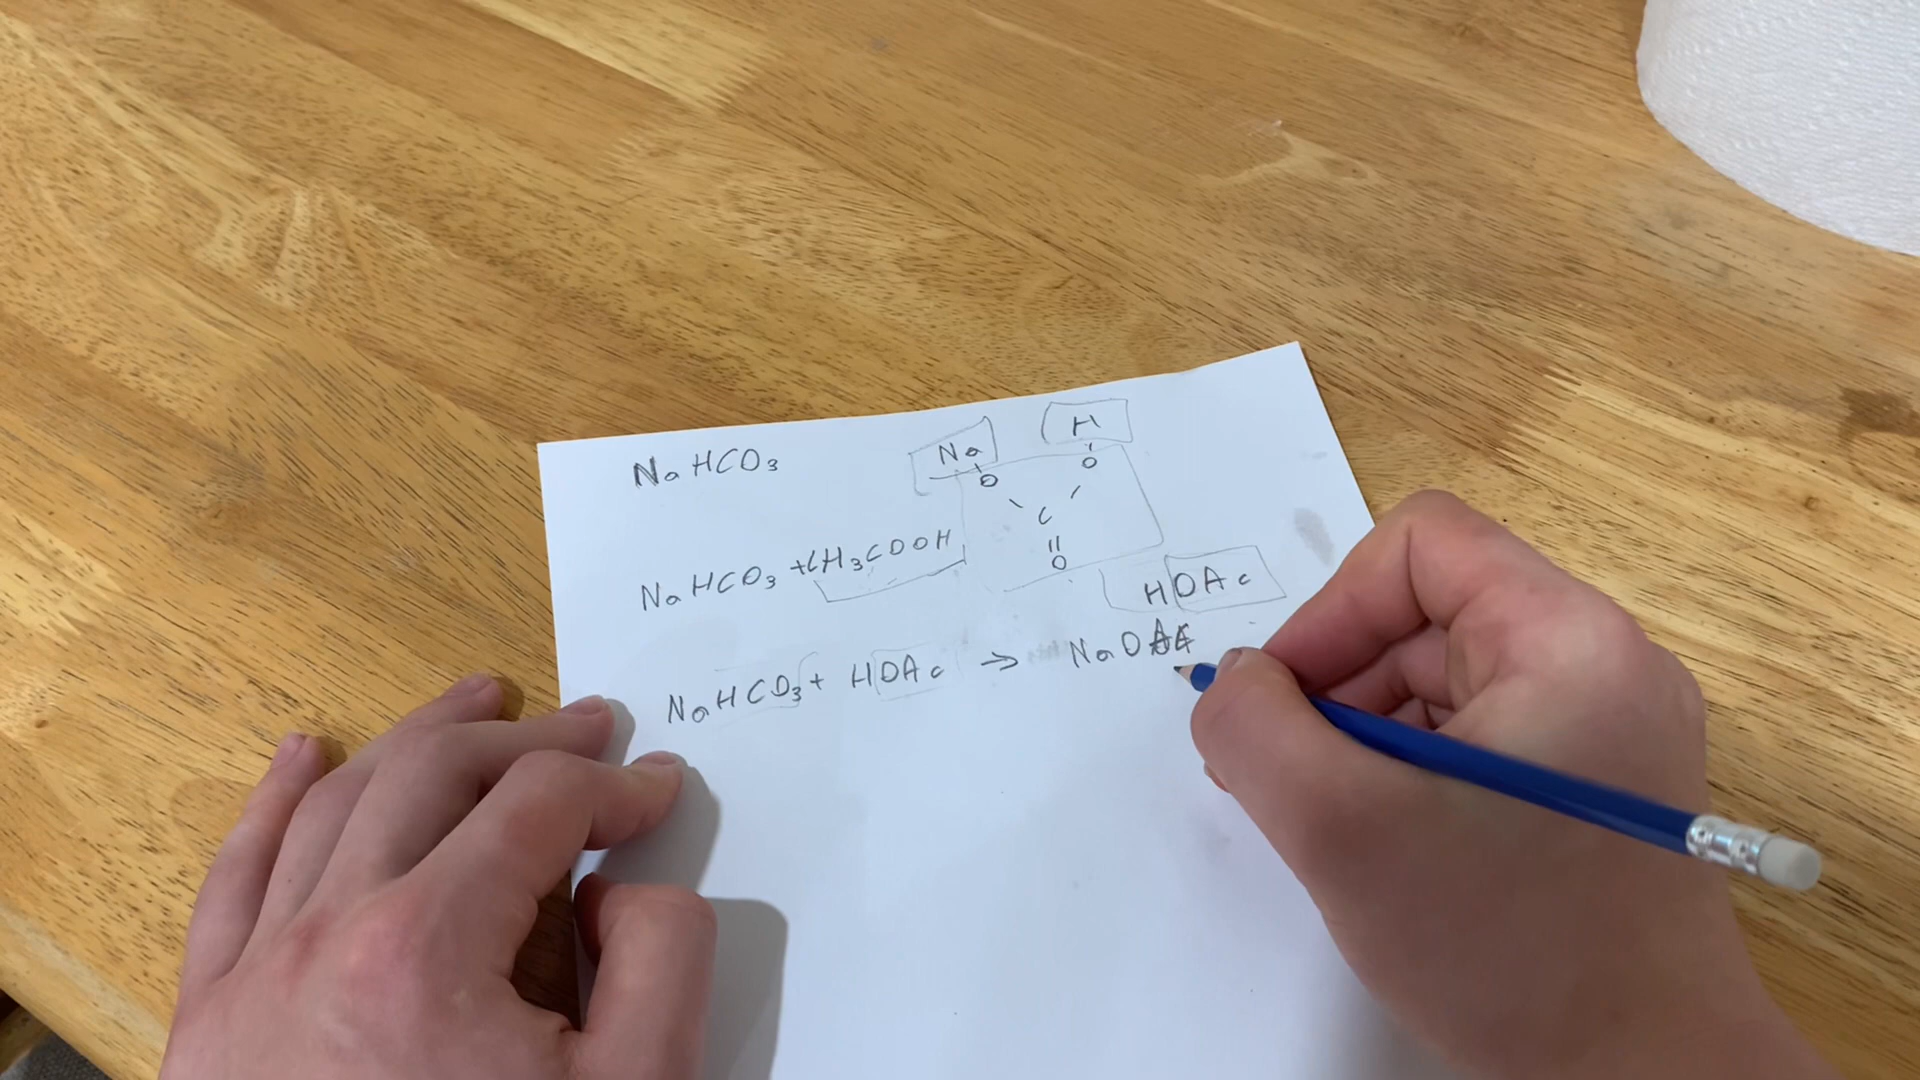 NaHCO₃
Na H
O O
C
O
NaHCO₃ + CH₃COOH
HOAc
NaHCO₃ + HOAc → NaOAc